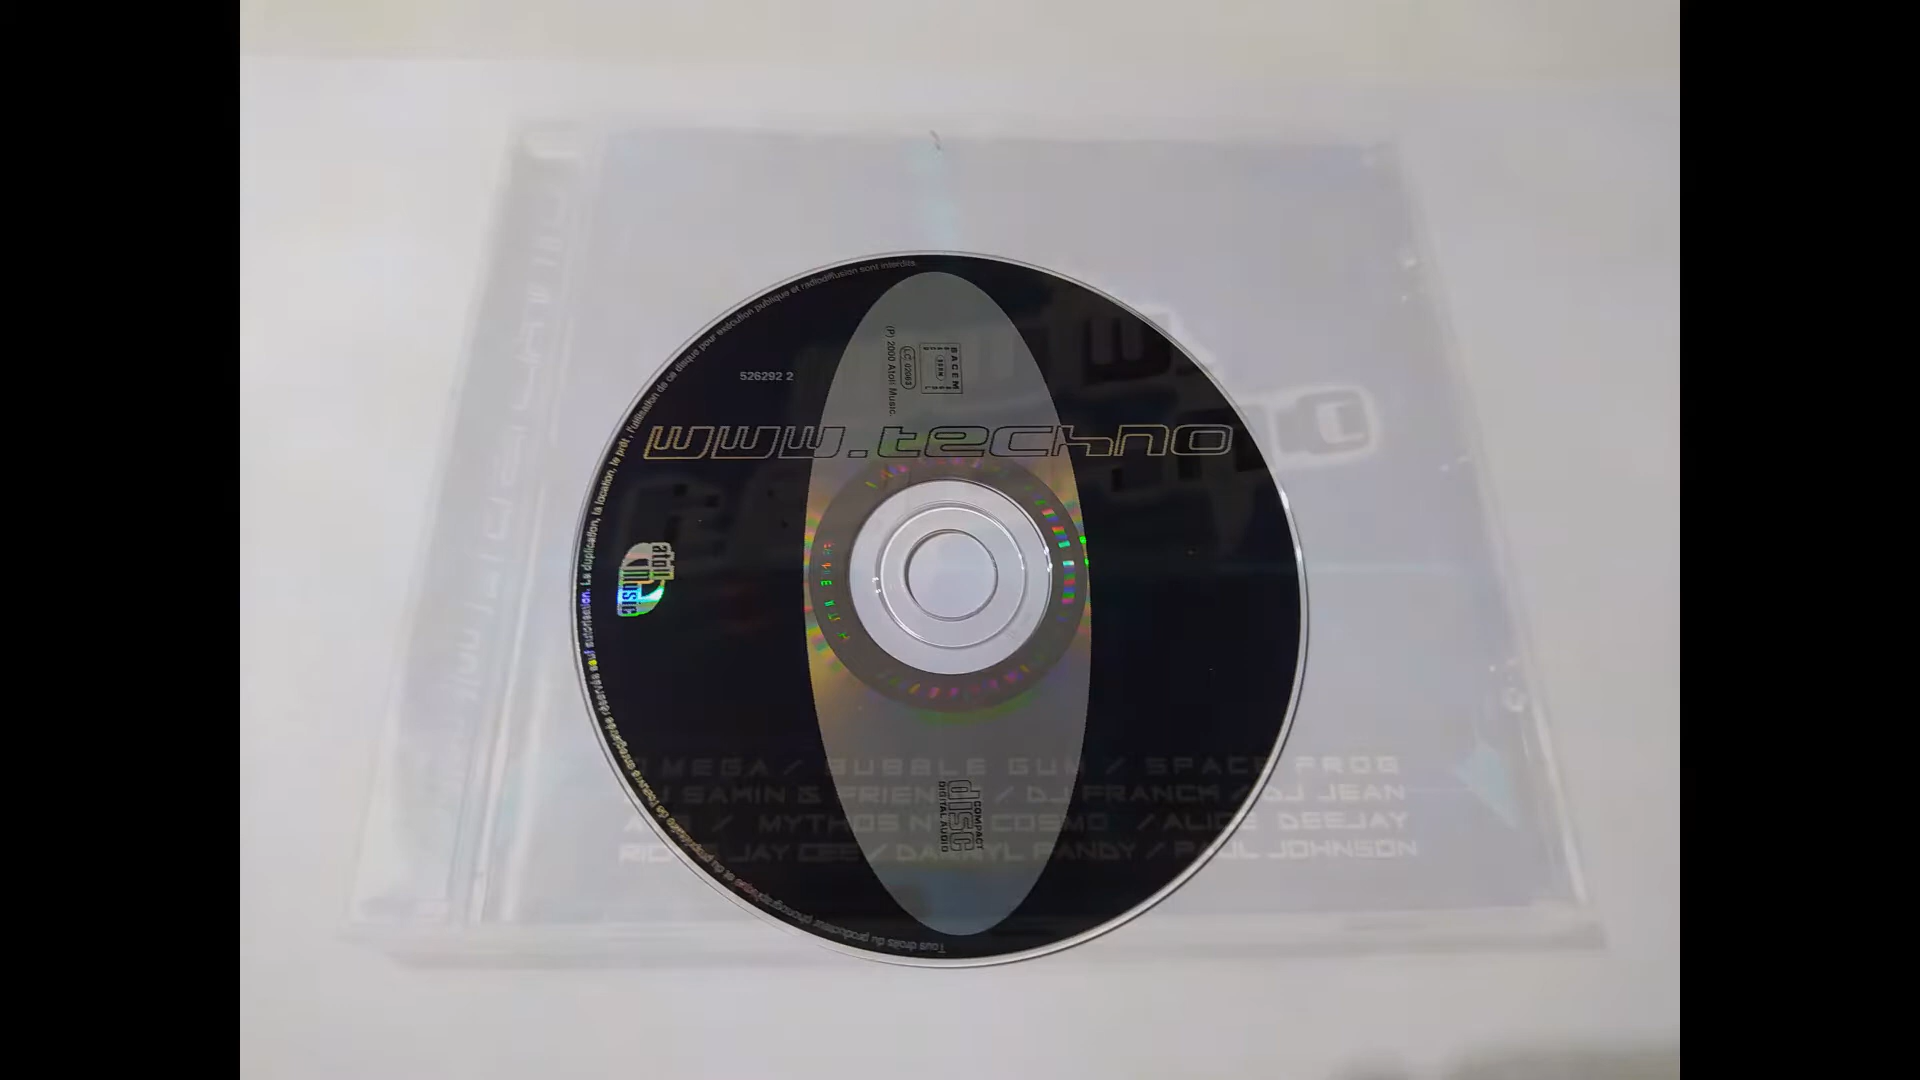 Tous droits du producteur phonographique et du propriétaire de l'oeuvre enregistrée réservés sauf autorisation. La duplication, la location, le prêt, l'utilisation de ce disque pour exécution publique et radiodiffusion sont interdits.
526292 2
SACEM
LC 02663
(P) 2000 Atoll Music.
www.techno
atoll
music
COMPACT
disc
DIGITAL AUDIO
OMEGA / BUBBLE GUM / SPACE FROG
DJ SAMIN & FRIENDS / DJ FRANCK / DJ JEAN
/ MYTHOS N' COSMO / ALICE DEEJAY
JAY DEE / DARRYL PANDY / PAUL JOHNSON